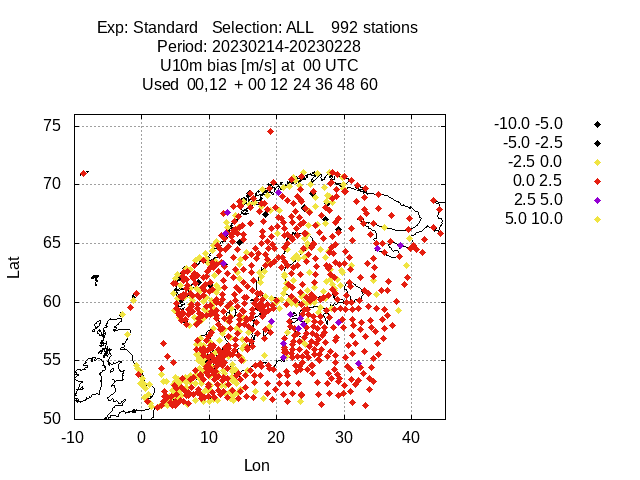 Exp: Standard   Selection: ALL    992 stations
Period: 20230214-20230228
U10m bias [m/s] at  00 UTC
Used  00,12  + 00 12 24 36 48 60
-10.0 -5.0
-5.0 -2.5
-2.5 0.0
0.0 2.5
2.5 5.0
5.0 10.0
Lat
75
70
65
60
55
50
-10 0 10 20 30 40
Lon